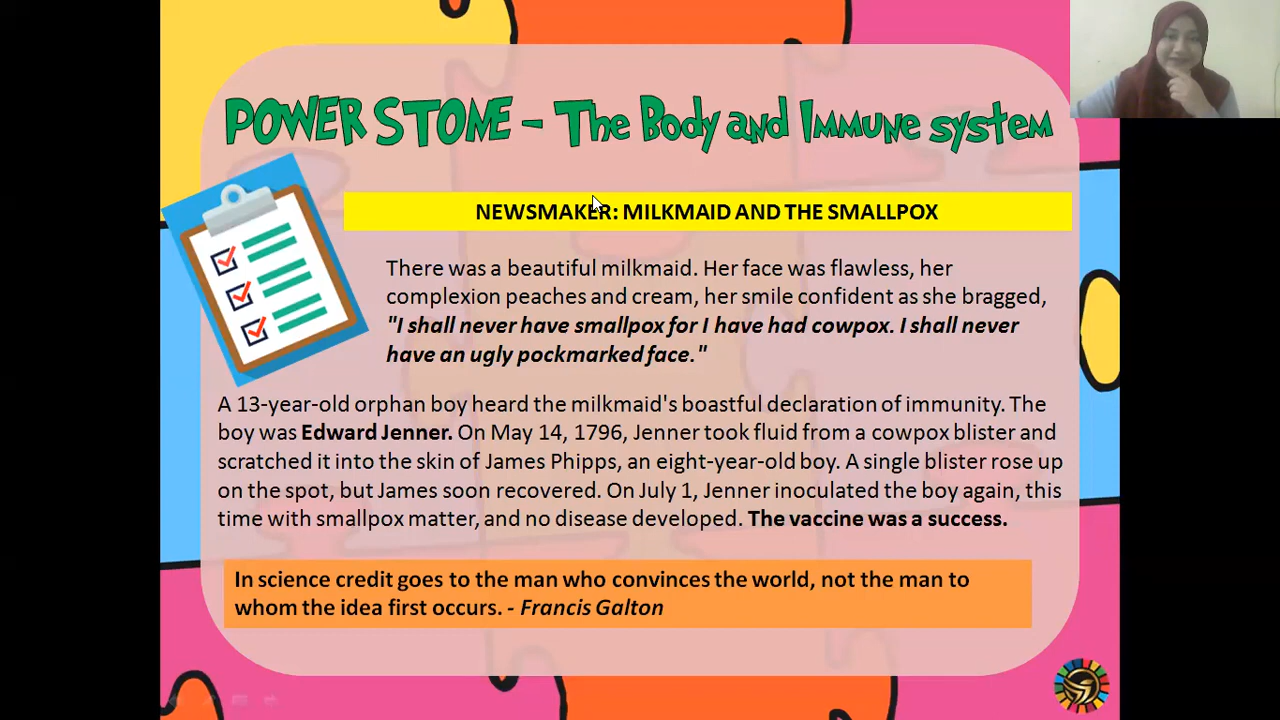 POWER STONE - The Body and Immune system
NEWSMAKER: MILKMAID AND THE SMALLPOX
There was a beautiful milkmaid. Her face was flawless, her
complexion peaches and cream, her smile confident as she bragged,
"I shall never have smallpox for I have had cowpox. I shall never
have an ugly pockmarked face."
A 13-year-old orphan boy heard the milkmaid's boastful declaration of immunity. The
boy was Edward Jenner. On May 14, 1796, Jenner took fluid from a cowpox blister and
scratched it into the skin of James Phipps, an eight-year-old boy. A single blister rose up
on the spot, but James soon recovered. On July 1, Jenner inoculated the boy again, this
time with smallpox matter, and no disease developed. The vaccine was a success.
In science credit goes to the man who convinces the world, not the man to
whom the idea first occurs. - Francis Galton